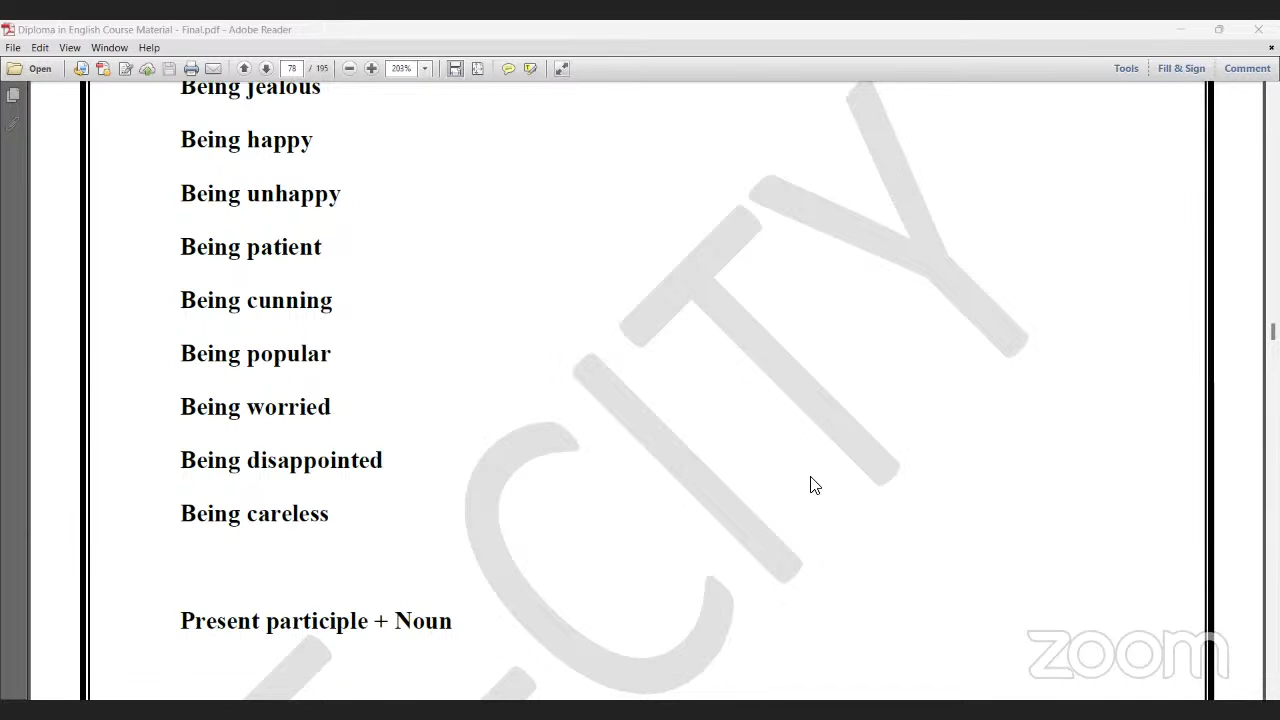 Diploma in English Course Material - Final.pdf - Adobe Reader
File Edit View Window Help
Open 78 / 195 203% Tools Fill & Sign Comment
Being jealous
Being happy
Being unhappy
Being patient
Being cunning
Being popular
Being worried
Being disappointed
Being careless
Present participle + Noun
CITY
zoom